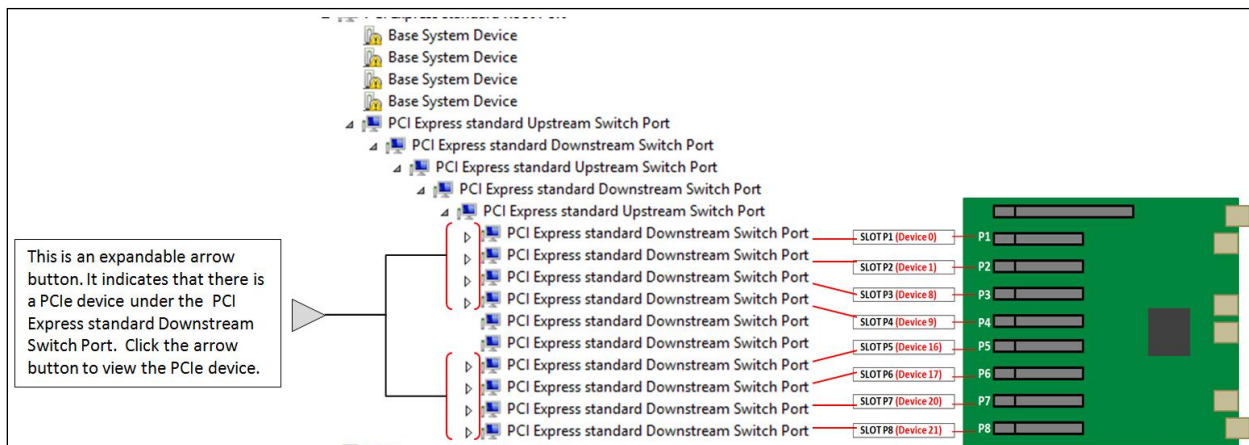 PCI Express standard Root Port
Base System Device
Base System Device
Base System Device
Base System Device
PCI Express standard Upstream Switch Port
PCI Express standard Downstream Switch Port
PCI Express standard Upstream Switch Port
PCI Express standard Downstream Switch Port
PCI Express standard Upstream Switch Port
PCI Express standard Downstream Switch Port
PCI Express standard Downstream Switch Port
PCI Express standard Downstream Switch Port
PCI Express standard Downstream Switch Port
PCI Express standard Downstream Switch Port
PCI Express standard Downstream Switch Port
PCI Express standard Downstream Switch Port
PCI Express standard Downstream Switch Port
PCI Express standard Downstream Switch Port
PCI Express standard Downstream Switch Port
This is an expandable arrow
button. It indicates that there is
a PCIe device under the PCI
Express standard Downstream
Switch Port. Click the arrow
button to view the PCIe device.
SLOT P1 (Device 0)
SLOT P2 (Device 1)
SLOT P3 (Device 8)
SLOT P4 (Device 9)
SLOT P5 (Device 16)
SLOT P6 (Device 17)
SLOT P7 (Device 20)
SLOT P8 (Device 21)
P1
P2
P3
P4
P5
P6
P7
P8